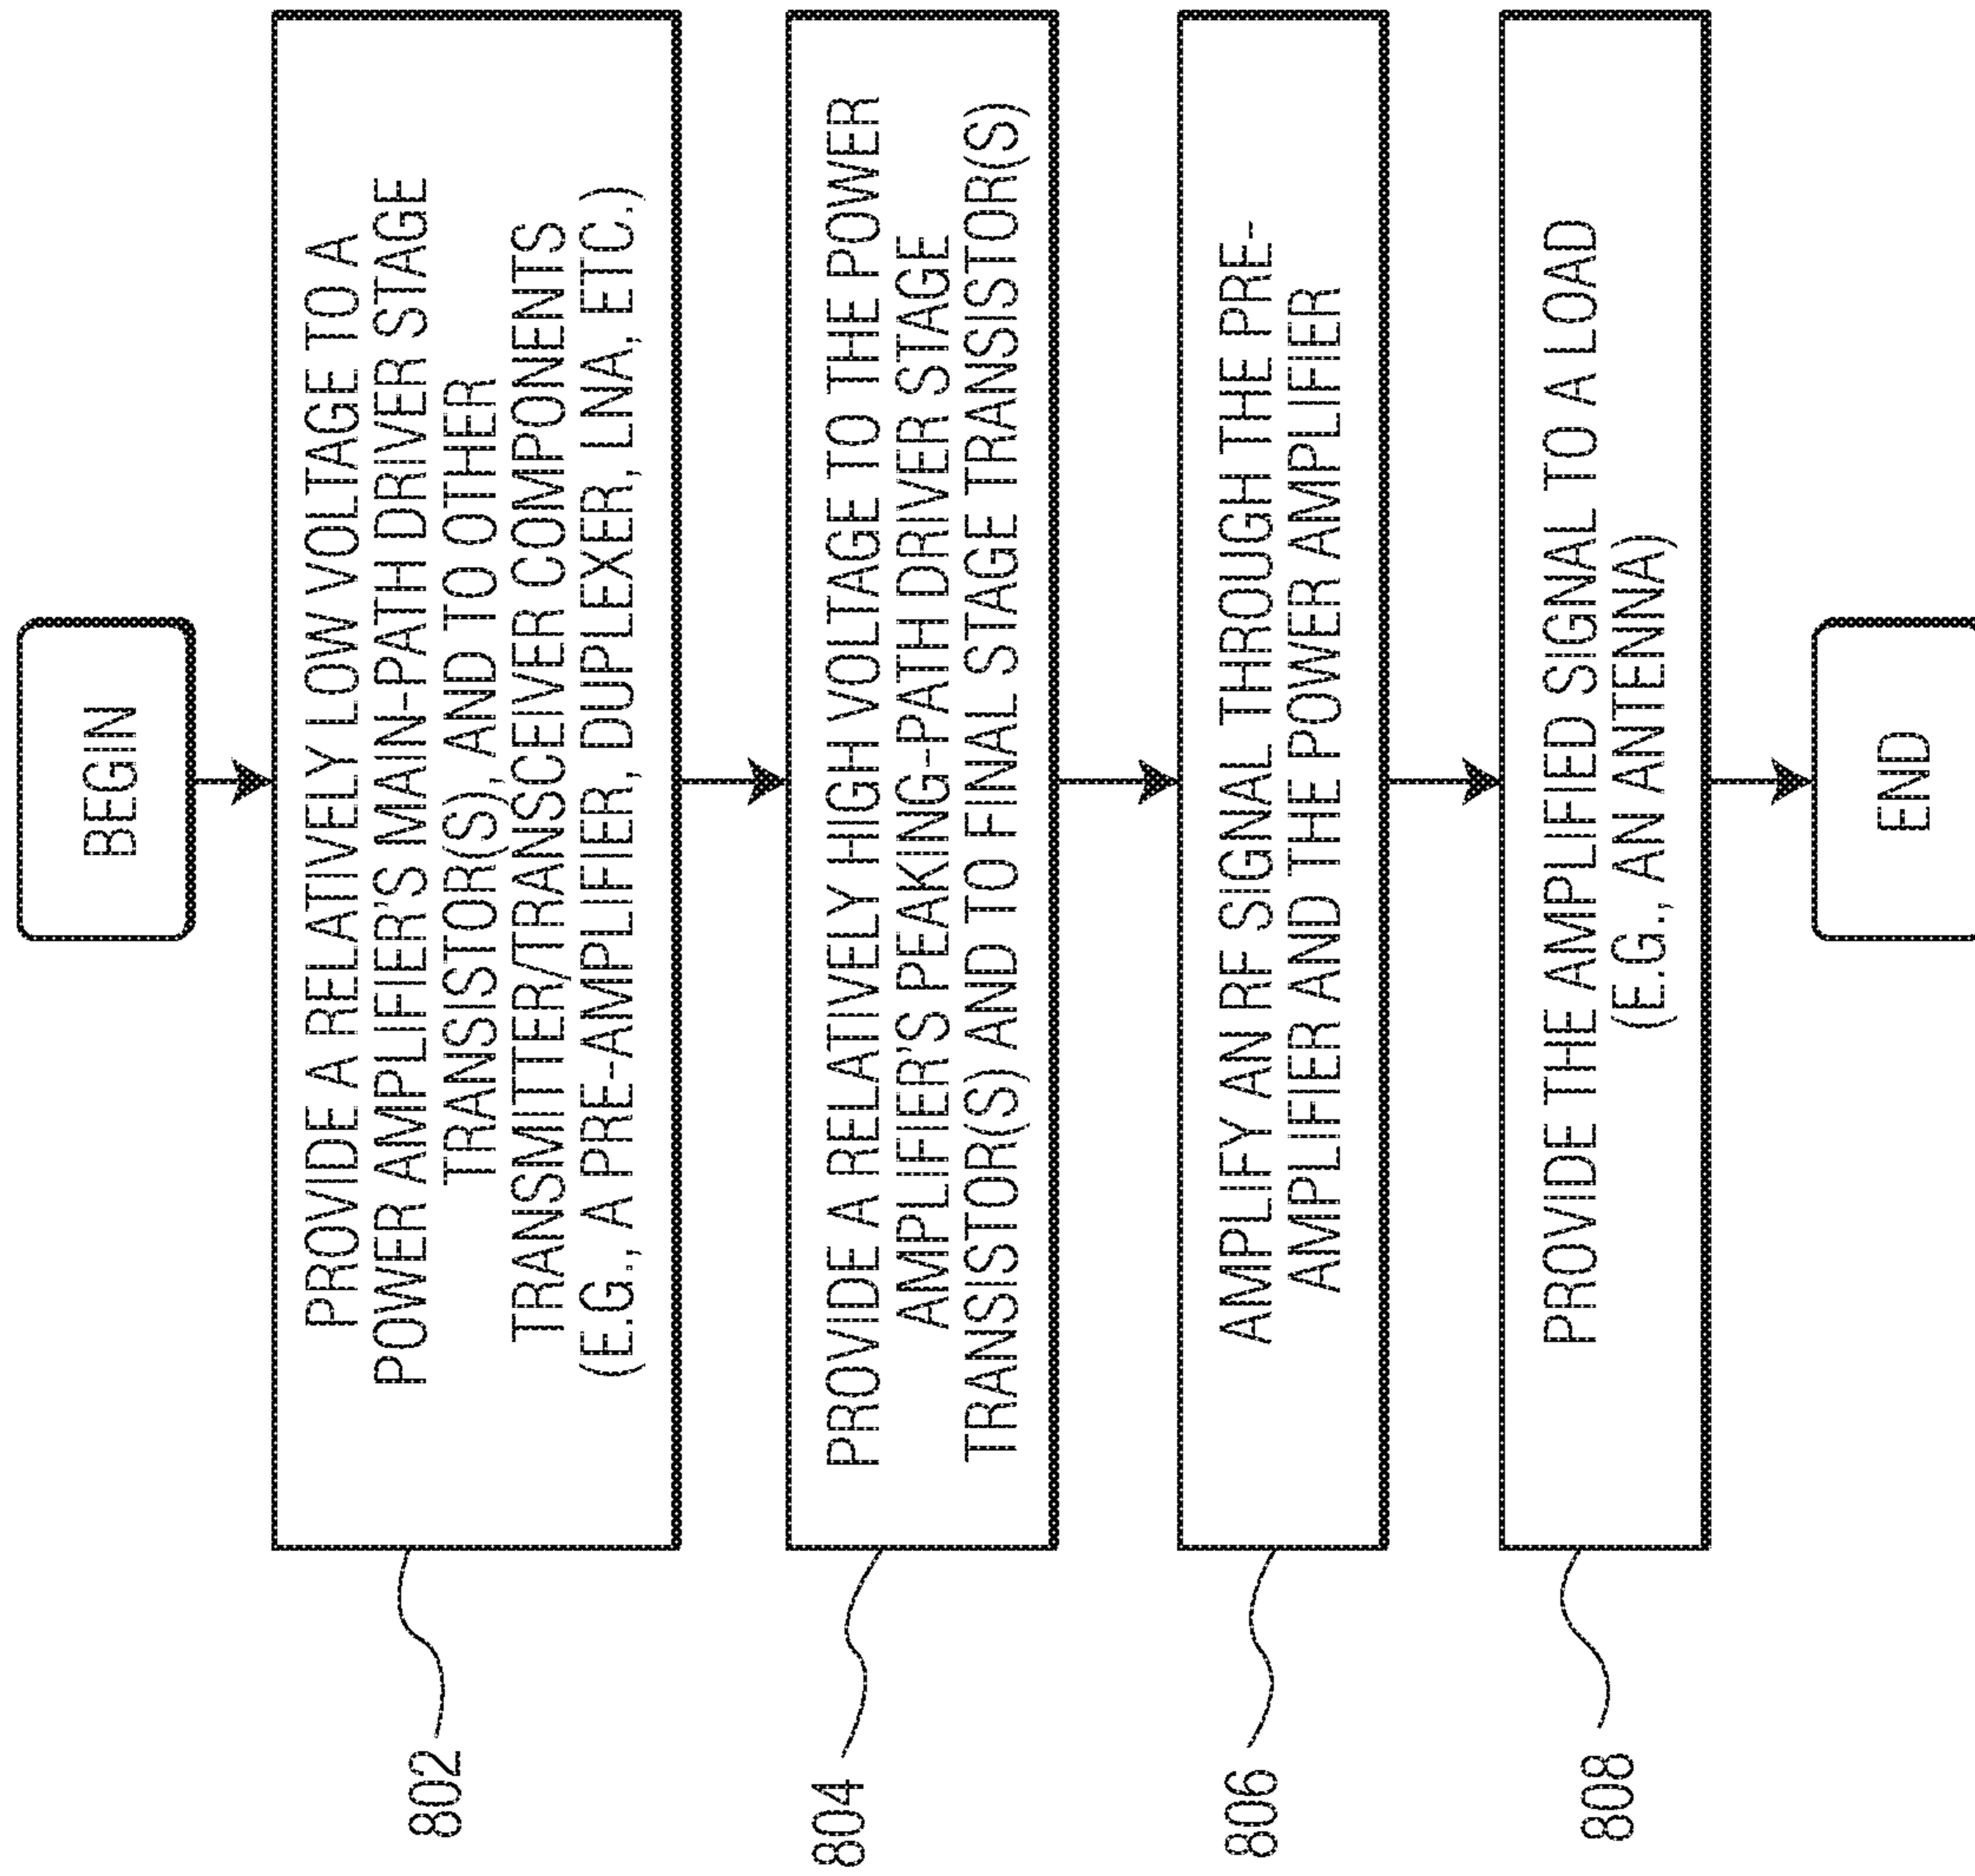 BEGIN
802
PROVIDE A RELATIVELY LOW VOLTAGE TO A
POWER AMPLIFIER'S MAIN-PATH DRIVER STAGE
TRANSISTOR(S), AND TO OTHER
TRANSMITTER/TRANSCEIVER COMPONENTS
(E.G., A PRE-AMPLIFIER, DUPLEXER, LNA, ETC.)
804
PROVIDE A RELATIVELY HIGH VOLTAGE TO THE POWER
AMPLIFIER'S PEAKING-PATH DRIVER STAGE
TRANSISTOR(S) AND TO FINAL STAGE TRANSISTOR(S)
806
AMPLIFY AN RF SIGNAL THROUGH THE PRE-
AMPLIFIER AND THE POWER AMPLIFIER
808
PROVIDE THE AMPLIFIED SIGNAL TO A LOAD
(E.G., AN ANTENNA)
END